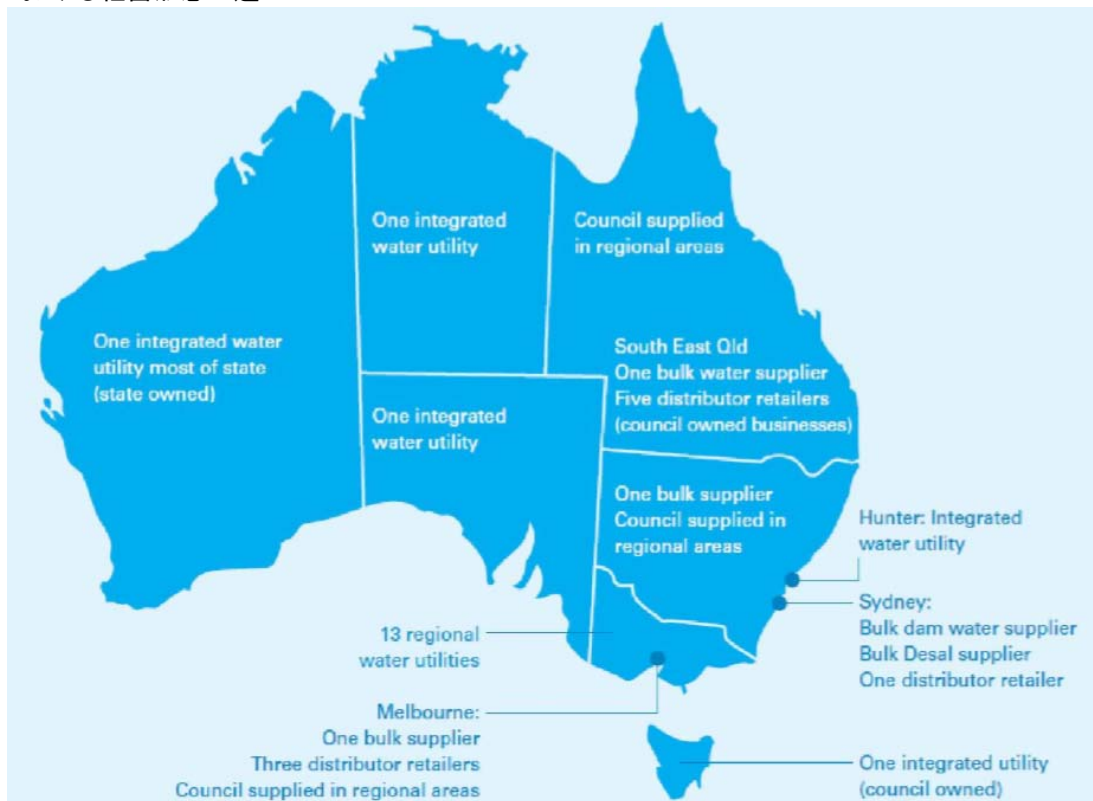 One integrated
water utility
Council supplied
in regional areas
One integrated water
utility most of state
(state owned)
South East Qld
One bulk water supplier
Five distributor retailers
(council owned businesses)
One integrated
water utility
One bulk supplier
Council supplied in
regional areas
Hunter: Integrated
water utility
Sydney:
Bulk dam water supplier
Bulk Desal supplier
One distributor retailer
13 regional
water utilities
Melbourne:
One bulk supplier
Three distributor retailers
Council supplied in regional areas
One integrated utility
(council owned)